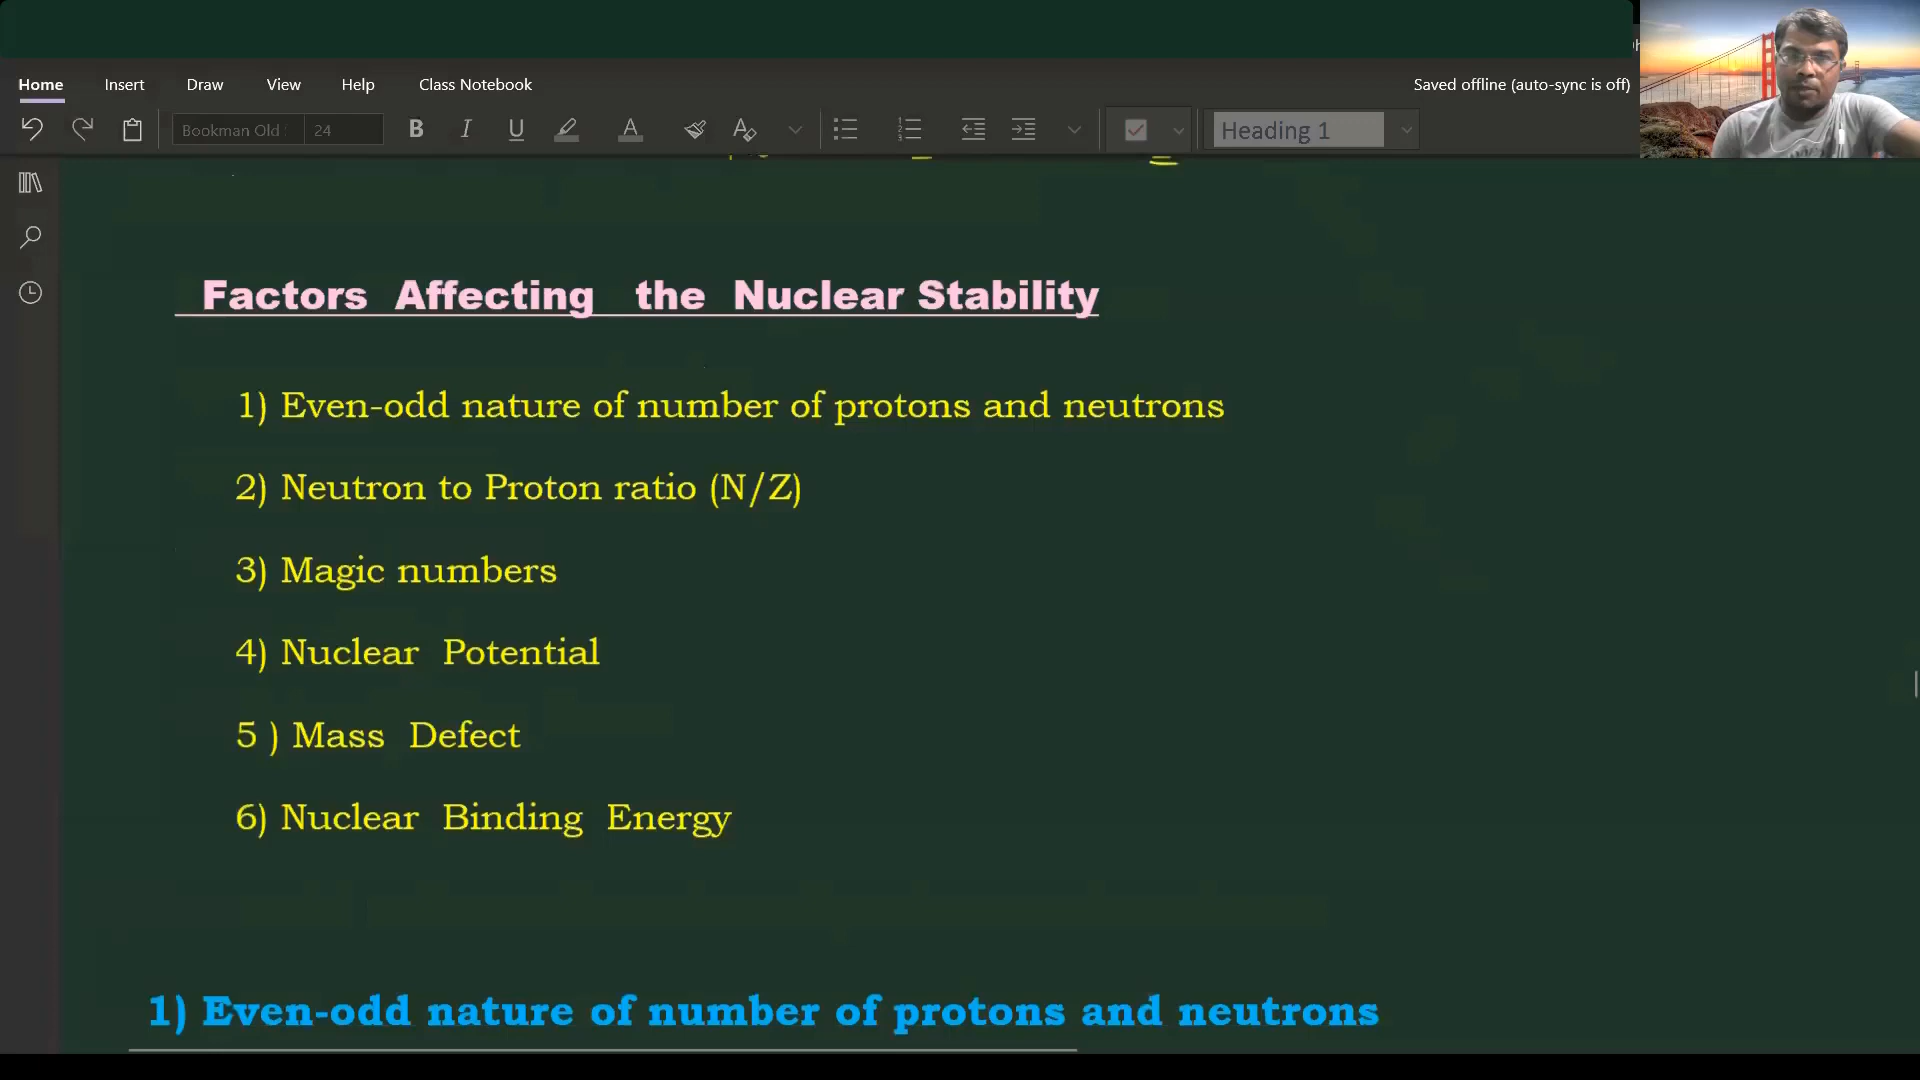 Home Insert Draw View Help Class Notebook Saved offline (auto-sync is off)
Bookman Old 24 B I U A Heading 1
Factors Affecting the Nuclear Stability
1) Even-odd nature of number of protons and neutrons
2) Neutron to Proton ratio (N/Z)
3) Magic numbers
4) Nuclear Potential
5 ) Mass Defect
6) Nuclear Binding Energy
1) Even-odd nature of number of protons and neutrons